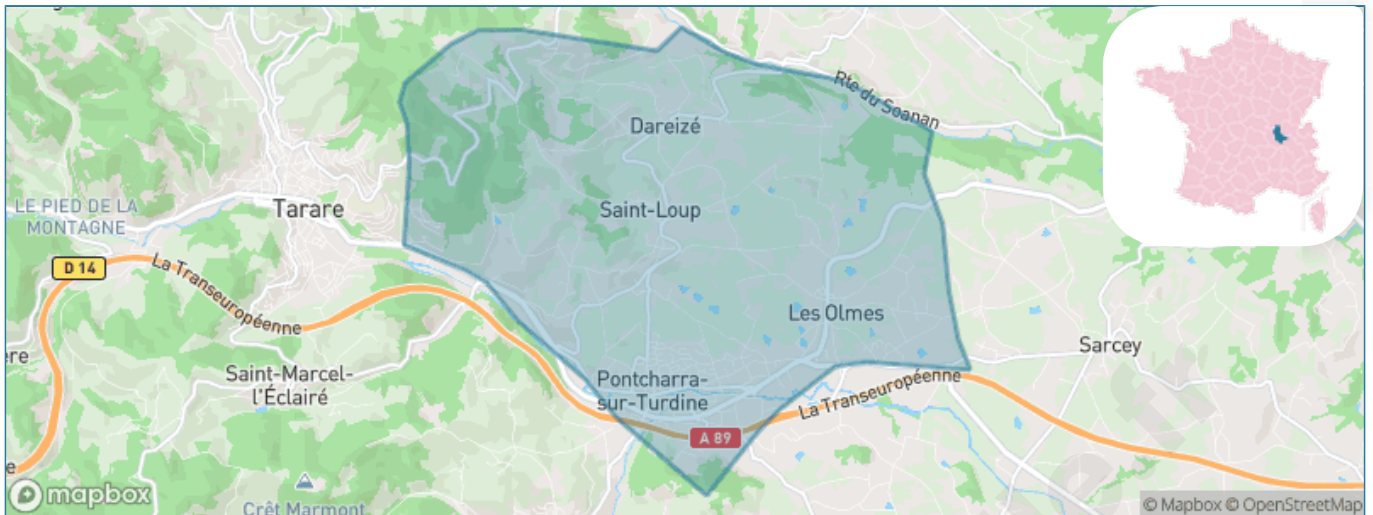 Rte du Soanan
Dareizé
LE PIED DE LA
MONTAGNE
Tarare
Saint-Loup
D 14
La Transeuropéenne
Les Olmes
ère
Sarcey
Saint-Marcel-
l'Éclairé
Pontcharra-
sur-Turdine
La Transeuropéenne
A 89
e
mapbox
Crêt Marmont
© Mapbox © OpenStreetMap